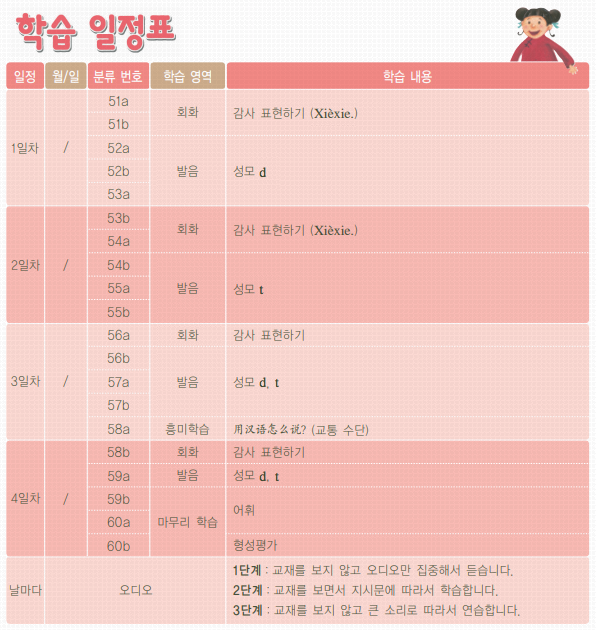 학습 일정표
일정 월/일 분류 번호 학습 영역 학습 내용
1일차 /
51a 회화 감사 표현하기 (Xièxie.)
51b
52a 발음 성모 d
52b
53a
2일차 /
53b 회화 감사 표현하기 (Xièxie.)
54a
54b 발음 성모 t
55a
55b
3일차 /
56a 회화 감사 표현하기
56b 발음 성모 d, t
57a
57b
58a 흥미학습 用汉语怎么说? (교통 수단)
4일차 /
58b 회화 감사 표현하기
59a 발음 성모 d, t
59b 마무리 학습 어휘
60a
60b 형성평가
날마다 오디오
1단계 : 교재를 보지 않고 오디오만 집중해서 듣습니다.
2단계 : 교재를 보면서 지시문에 따라서 학습합니다.
3단계 : 교재를 보지 않고 큰 소리로 따라서 연습합니다.